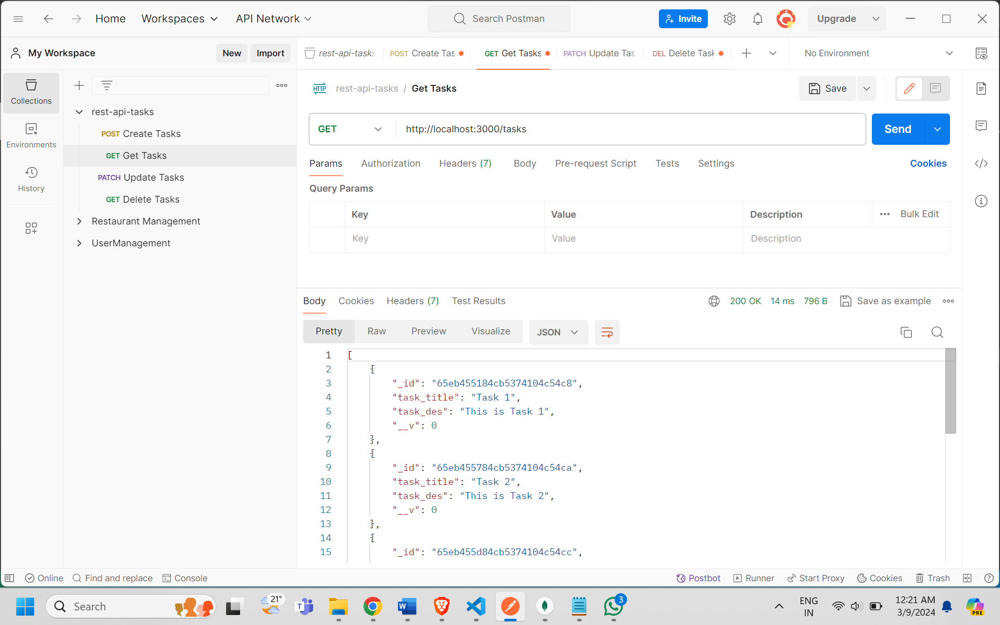 Home
Workspaces
API Network
Search Postman
Invite
Upgrade
My Workspace
New
Import
rest-api-tasks
POST Create Tas
GET Get Tasks
PATCH Update Tas
DEL Delete Task
No Environment
Collections
Environments
History
rest-api-tasks
POST Create Tasks
GET Get Tasks
PATCH Update Tasks
GET Delete Tasks
Restaurant Management
UserManagement
HTTP
rest-api-tasks / Get Tasks
Save
GET
http://localhost:3000/tasks
Send
Params
Authorization
Headers (7)
Body
Pre-request Script
Tests
Settings
Cookies
Query Params
Key
Value
Description
Bulk Edit
Key
Value
Description
Body
Cookies
Headers (7)
Test Results
200 OK
14 ms
796 B
Save as example
Pretty
Raw
Preview
Visualize
JSON
1 [
2 {
3 "_id": "65eb455184cb5374104c54c8",
4 "task_title": "Task 1",
5 "task_des": "This is Task 1",
6 "__v": 0
7 },
8 {
9 "_id": "65eb455784cb5374104c54ca",
10 "task_title": "Task 2",
11 "task_des": "This is Task 2",
12 "__v": 0
13 },
14 {
15 "_id": "65eb455d84cb5374104c54cc",
Online
Find and replace
Console
Postbot
Runner
Start Proxy
Cookies
Trash
Search
21°
3
ENG
IN
12:21 AM
3/9/2024
PRE